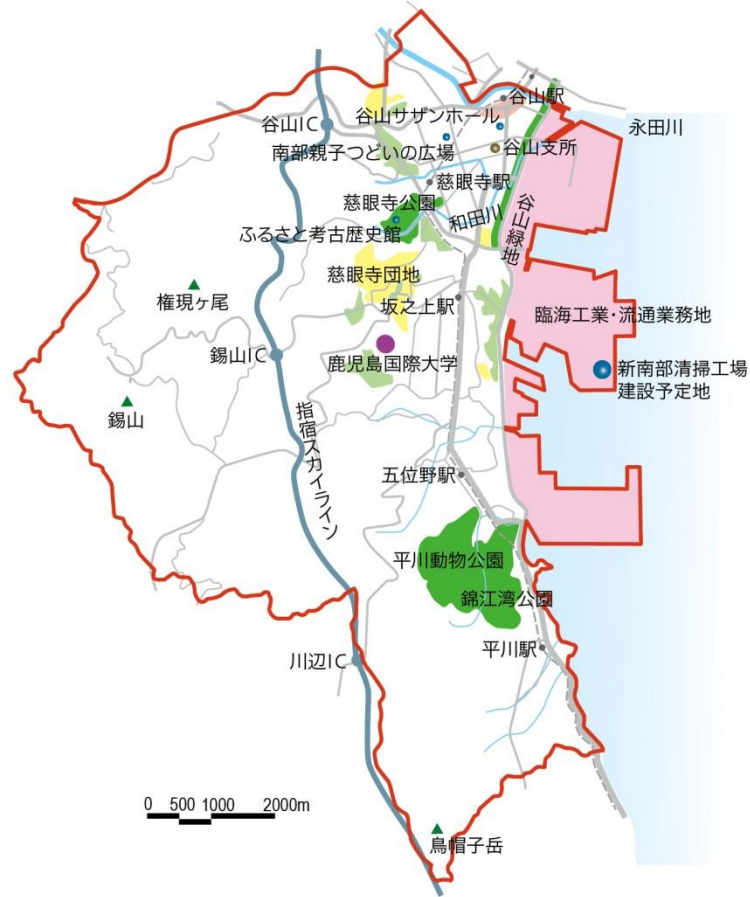 谷山駅
谷山サザンホール
谷山IC
永田川
南部親子つどいの広場
谷山支所
慈眼寺駅
慈眼寺公園
和田川
谷山緑地
ふるさと考古歴史館
慈眼寺団地
権現ヶ尾
坂之上駅
臨海工業・流通業務地
錫山IC
鹿児島国際大学
新南部清掃工場
建設予定地
錫山
指宿スカイライン
五位野駅
平川動物公園
錦江湾公園
平川駅
川辺IC
0 500 1000 2000m
烏帽子岳